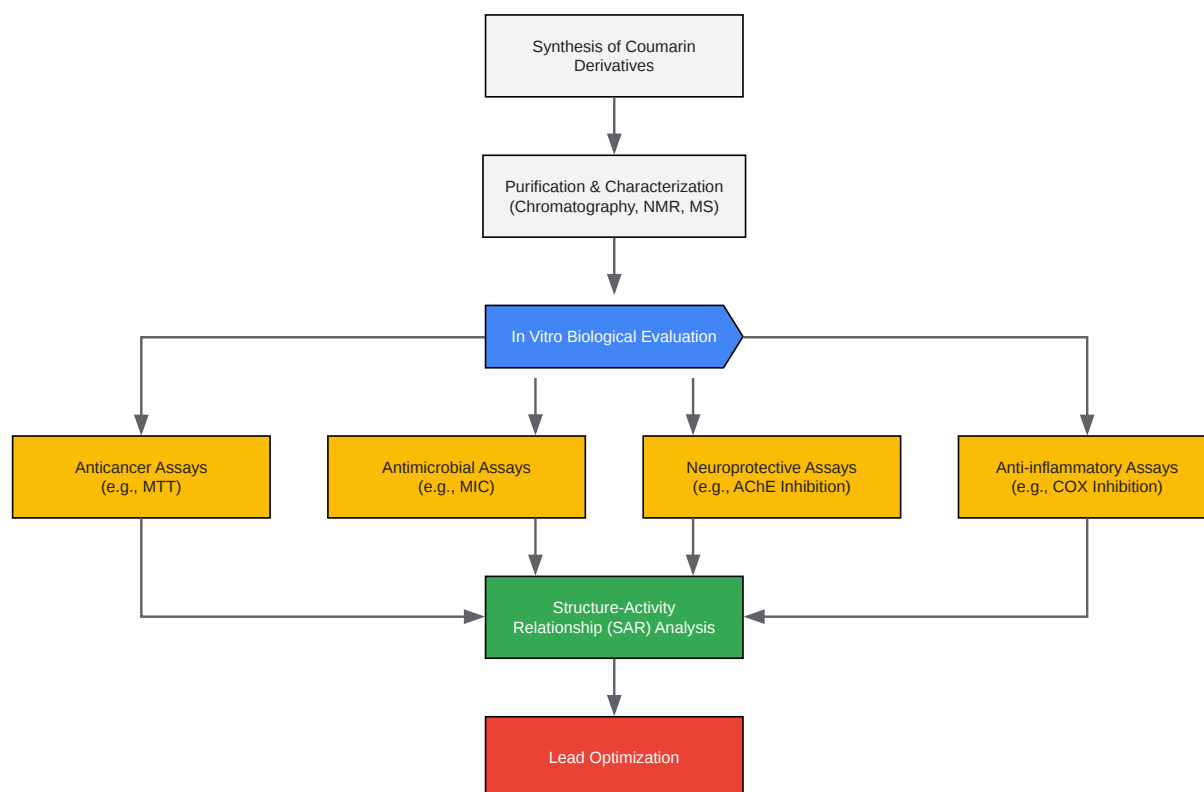 Synthesis of Coumarin
Derivatives
Purification & Characterization
(Chromatography, NMR, MS)
In Vitro Biological Evaluation
Anticancer Assays
(e.g., MTT)
Antimicrobial Assays
(e.g., MIC)
Neuroprotective Assays
(e.g., AChE Inhibition)
Anti-inflammatory Assays
(e.g., COX Inhibition)
Structure-Activity
Relationship (SAR) Analysis
Lead Optimization